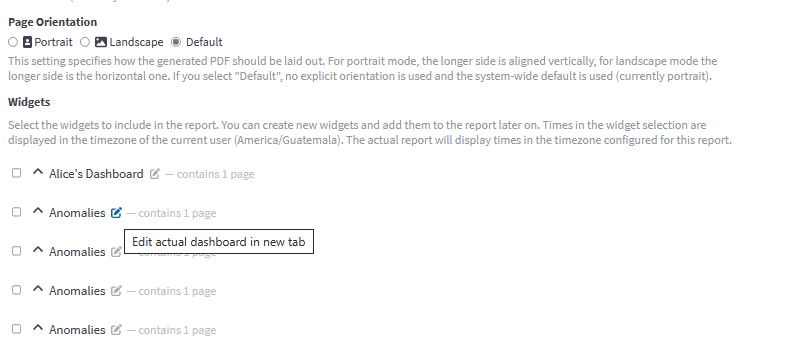 Page Orientation
Portrait Landscape Default
This setting specifies how the generated PDF should be laid out. For portrait mode, the longer side is aligned vertically, for landscape mode the
longer side is the horizontal one. If you select "Default", no explicit orientation is used and the system-wide default is used (currently portrait).
Widgets
Select the widgets to include in the report. You can create new widgets and add them to the report later on. Times in the widget selection are
displayed in the timezone of the current user (America/Guatemala). The actual report will display times in the timezone configured for this report.
Alice's Dashboard — contains 1 page
Anomalies — contains 1 page
Edit actual dashboard in new tab
Anomalies — contains 1 page
Anomalies — contains 1 page
Anomalies — contains 1 page